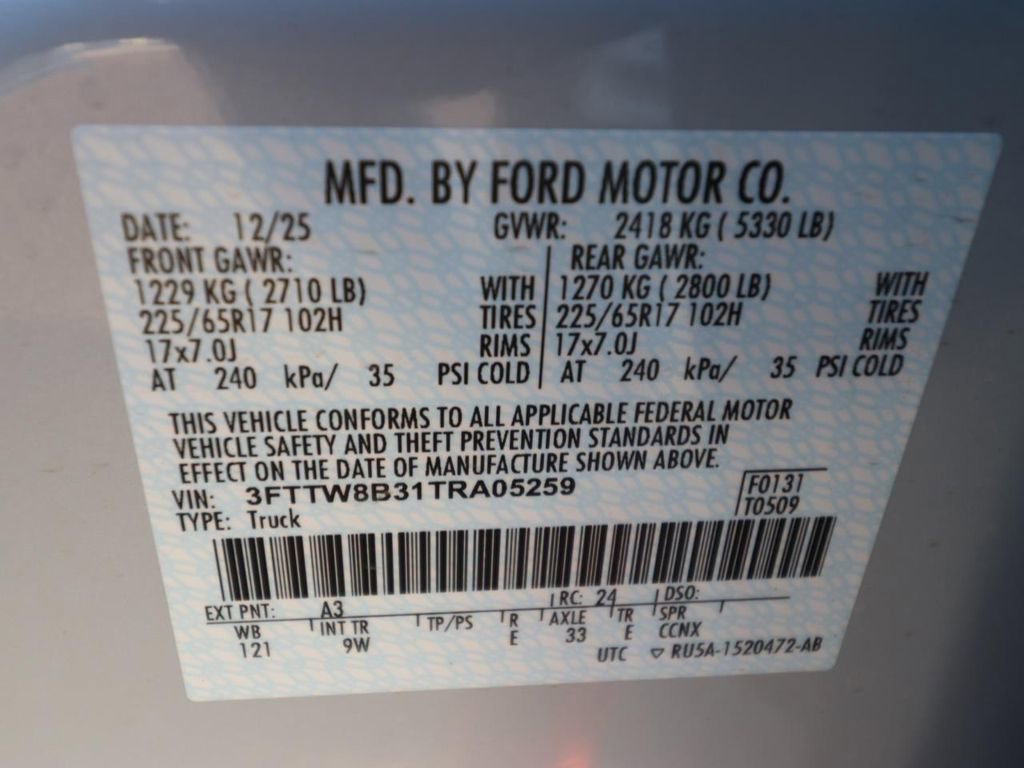 MFD. BY FORD MOTOR CO.
DATE: 12/25 GVWR: 2418 KG ( 5330 LB)
FRONT GAWR: REAR GAWR:
1229 KG ( 2710 LB) WITH 1270 KG ( 2800 LB) WITH
225/65R17 102H TIRES 225/65R17 102H TIRES
17x7.0J RIMS 17x7.0J RIMS
AT 240 kPa/ 35 PSI COLD AT 240 kPa/ 35 PSI COLD
THIS VEHICLE CONFORMS TO ALL APPLICABLE FEDERAL MOTOR
VEHICLE SAFETY AND THEFT PREVENTION STANDARDS IN
EFFECT ON THE DATE OF MANUFACTURE SHOWN ABOVE.
VIN: 3FTTW8B31TRA05259 F0131
TYPE: Truck T0509
EXT PNT: A3 RC: 24 DSO:
WB INT TR TP/PS R AXLE TR SPR
121 9W E 33 E CCNX
UTC ▽ RU5A-1520472-AB